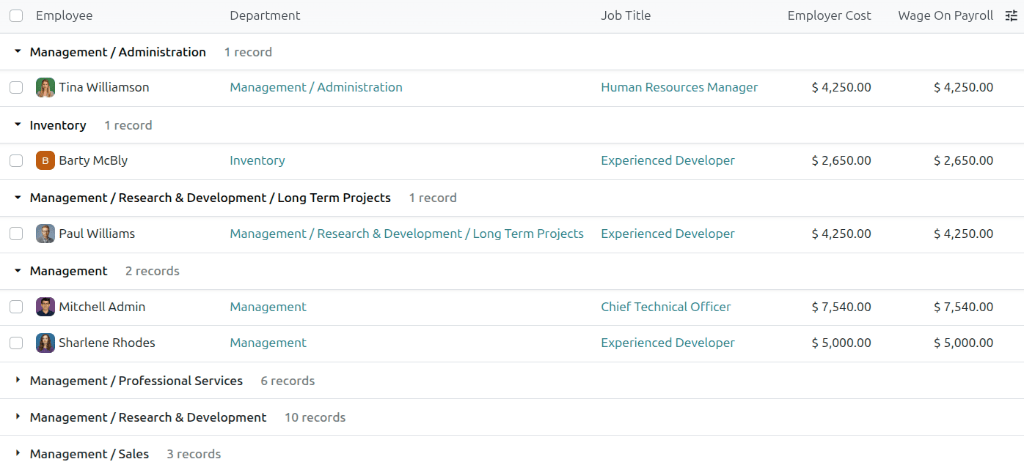 Employee Department Job Title Employer Cost Wage On Payroll
Management / Administration 1 record
Tina Williamson Management / Administration Human Resources Manager $ 4,250.00 $ 4,250.00
Inventory 1 record
B Barty McBly Inventory Experienced Developer $ 2,650.00 $ 2,650.00
Management / Research & Development / Long Term Projects 1 record
Paul Williams Management / Research & Development / Long Term Projects Experienced Developer $ 4,250.00 $ 4,250.00
Management 2 records
Mitchell Admin Management Chief Technical Officer $ 7,540.00 $ 7,540.00
Sharlene Rhodes Management Experienced Developer $ 5,000.00 $ 5,000.00
Management / Professional Services 6 records
Management / Research & Development 10 records
Management / Sales 3 records